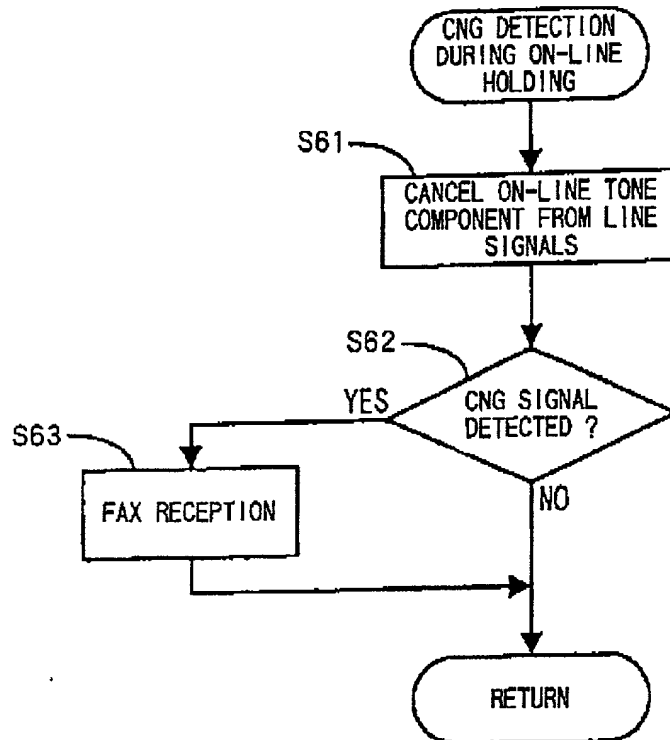 CNG DETECTION
DURING ON-LINE
HOLDING
S61
CANCEL ON-LINE TONE
COMPONENT FROM LINE
SIGNALS
S62
YES
CNG SIGNAL
DETECTED ?
S63
FAX RECEPTION
NO
RETURN